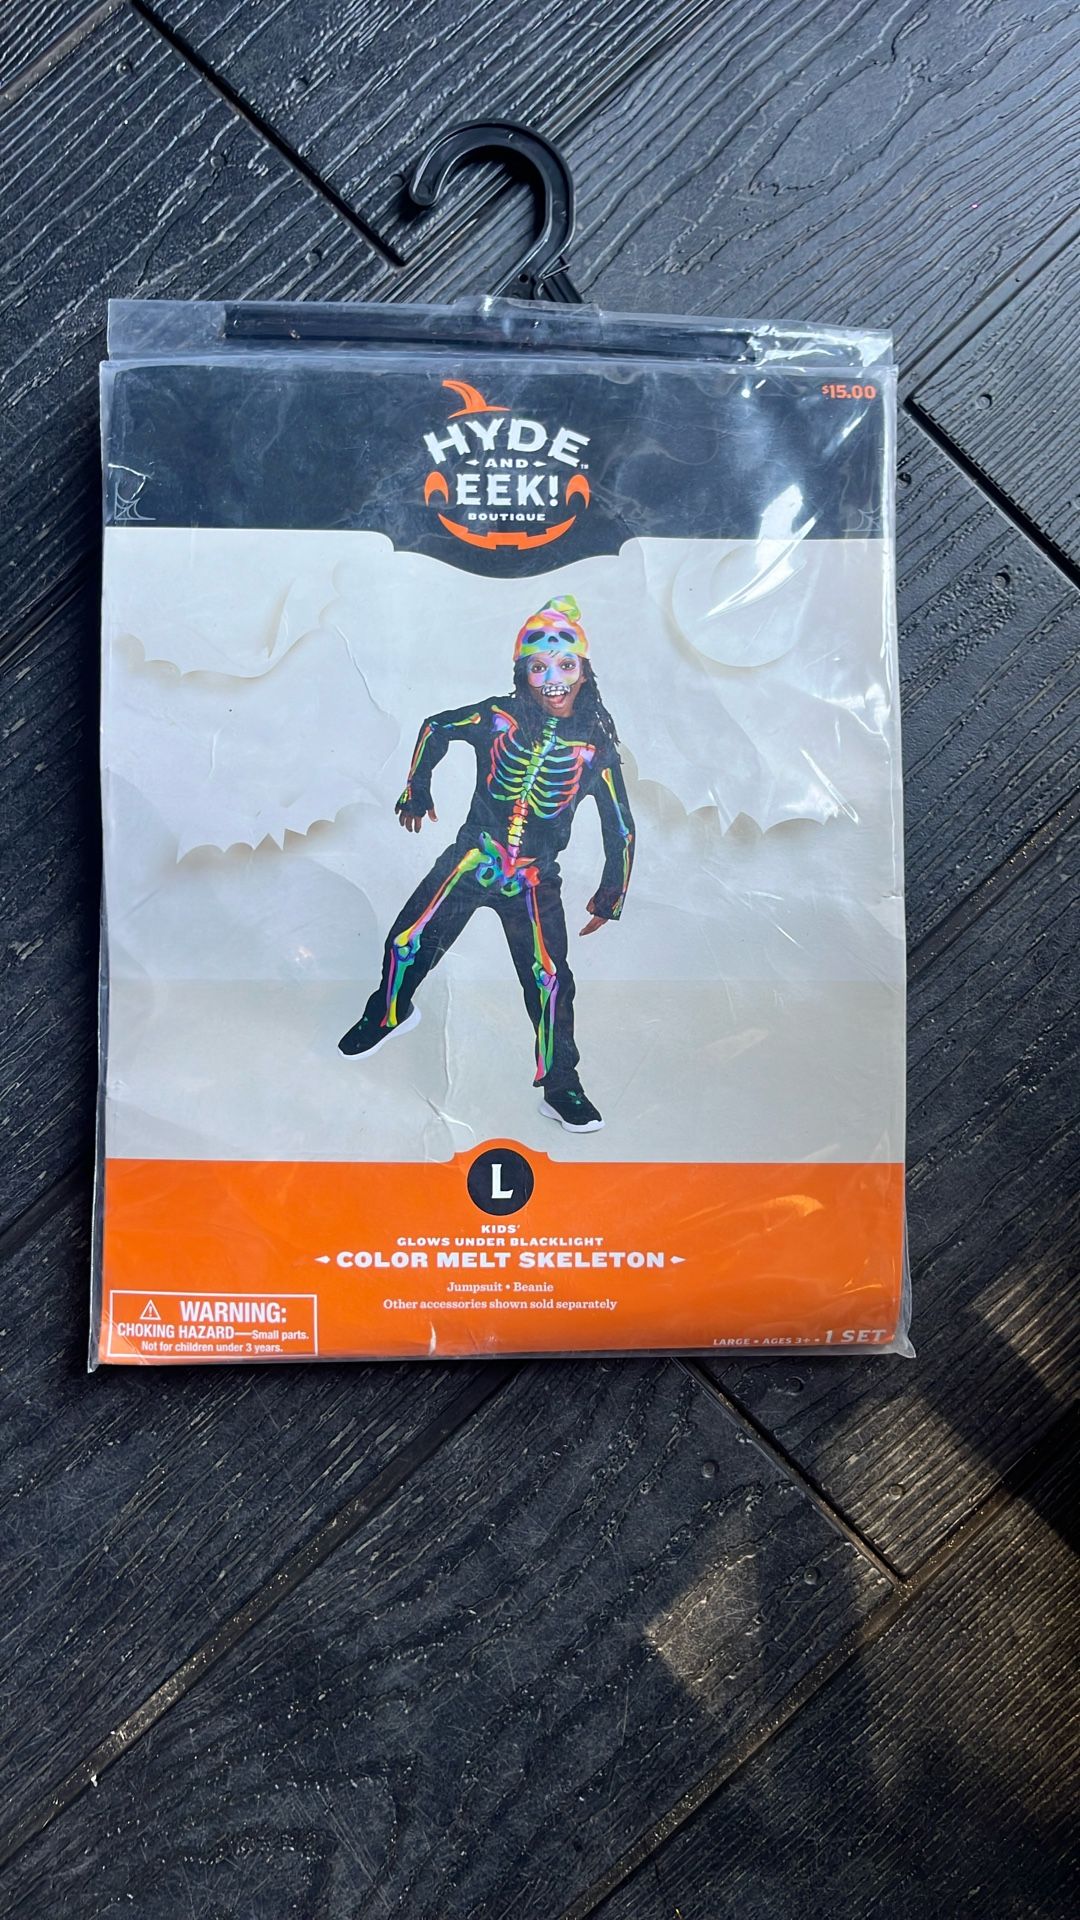 $15.00
HYDE
AND
EEK!
BOUTIQUE
TM
L
KIDS'
GLOWS UNDER BLACKLIGHT
COLOR MELT SKELETON
Jumpsuit • Beanie
Other accessories shown sold separately
WARNING:
CHOKING HAZARD—Small parts.
Not for children under 3 years.
LARGE • AGES 3+ • 1 SET